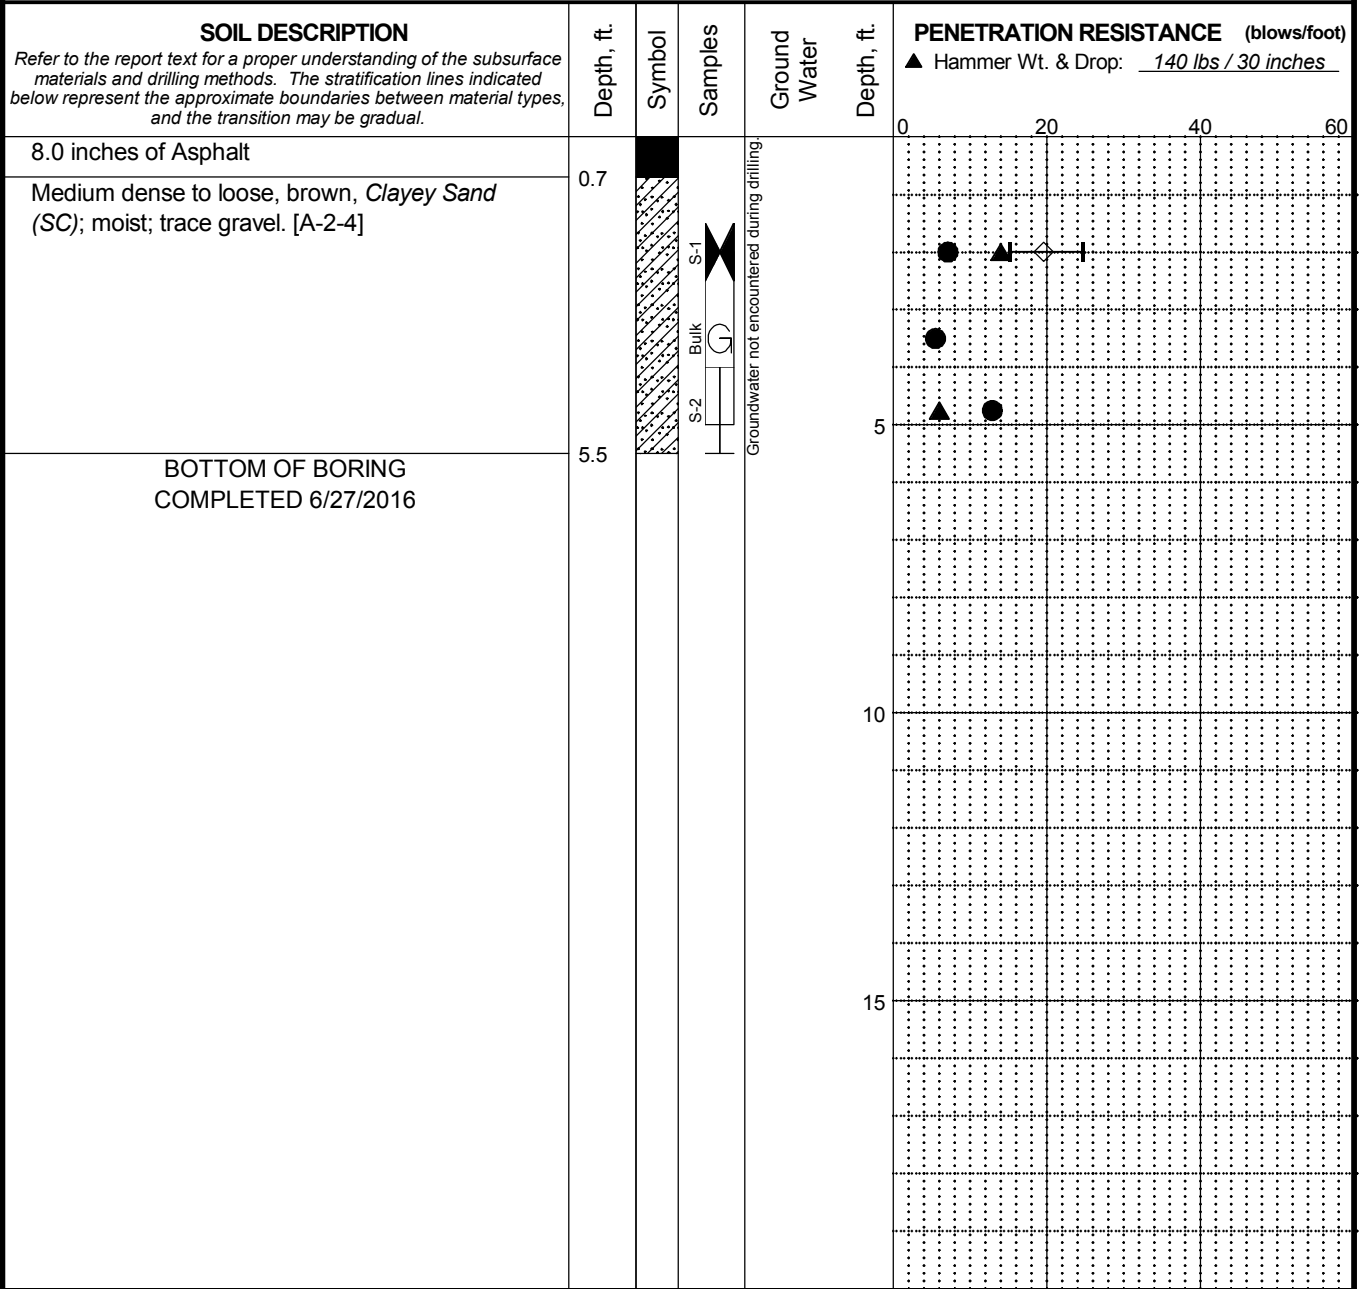 SOIL DESCRIPTION
Refer to the report text for a proper understanding of the subsurface
materials and drilling methods. The stratification lines indicated
below represent the approximate boundaries between material types,
and the transition may be gradual.
Depth, ft.
Symbol
Samples
Ground
Water
Depth, ft.
PENETRATION RESISTANCE (blows/foot)
▲ Hammer Wt. & Drop: 140 lbs / 30 inches
0 20 40 60
8.0 inches of Asphalt
0.7
Medium dense to loose, brown, Clayey Sand
(SC); moist; trace gravel. [A-2-4]
S-1
Bulk
G
S-2
Groundwater not encountered during drilling.
5
5.5
BOTTOM OF BORING
COMPLETED 6/27/2016
10
15